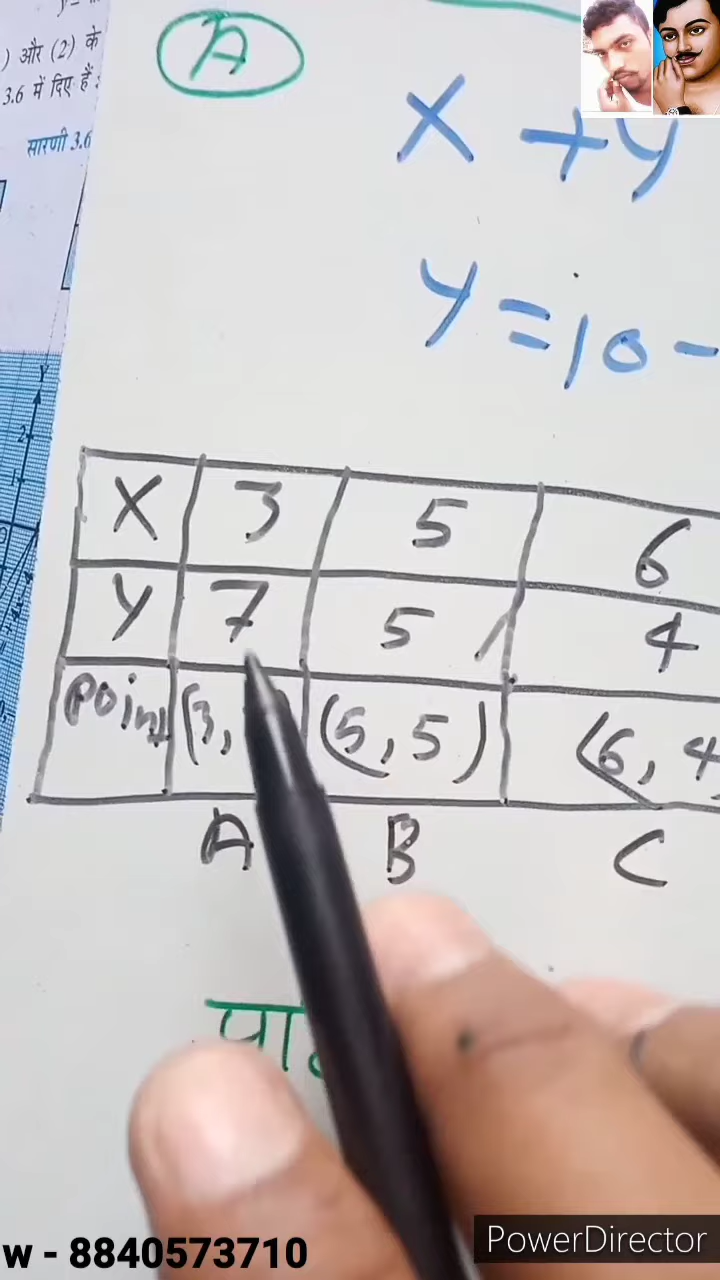 ) और (2) के
3.6 में दिए हैं :
सारणी 3.6
A
X + Y
Y = 10 -
X 3 5 6
Y 7 5 4
Point (3, (5, 5) (6, 4
A B C
w - 8840573710
PowerDirector